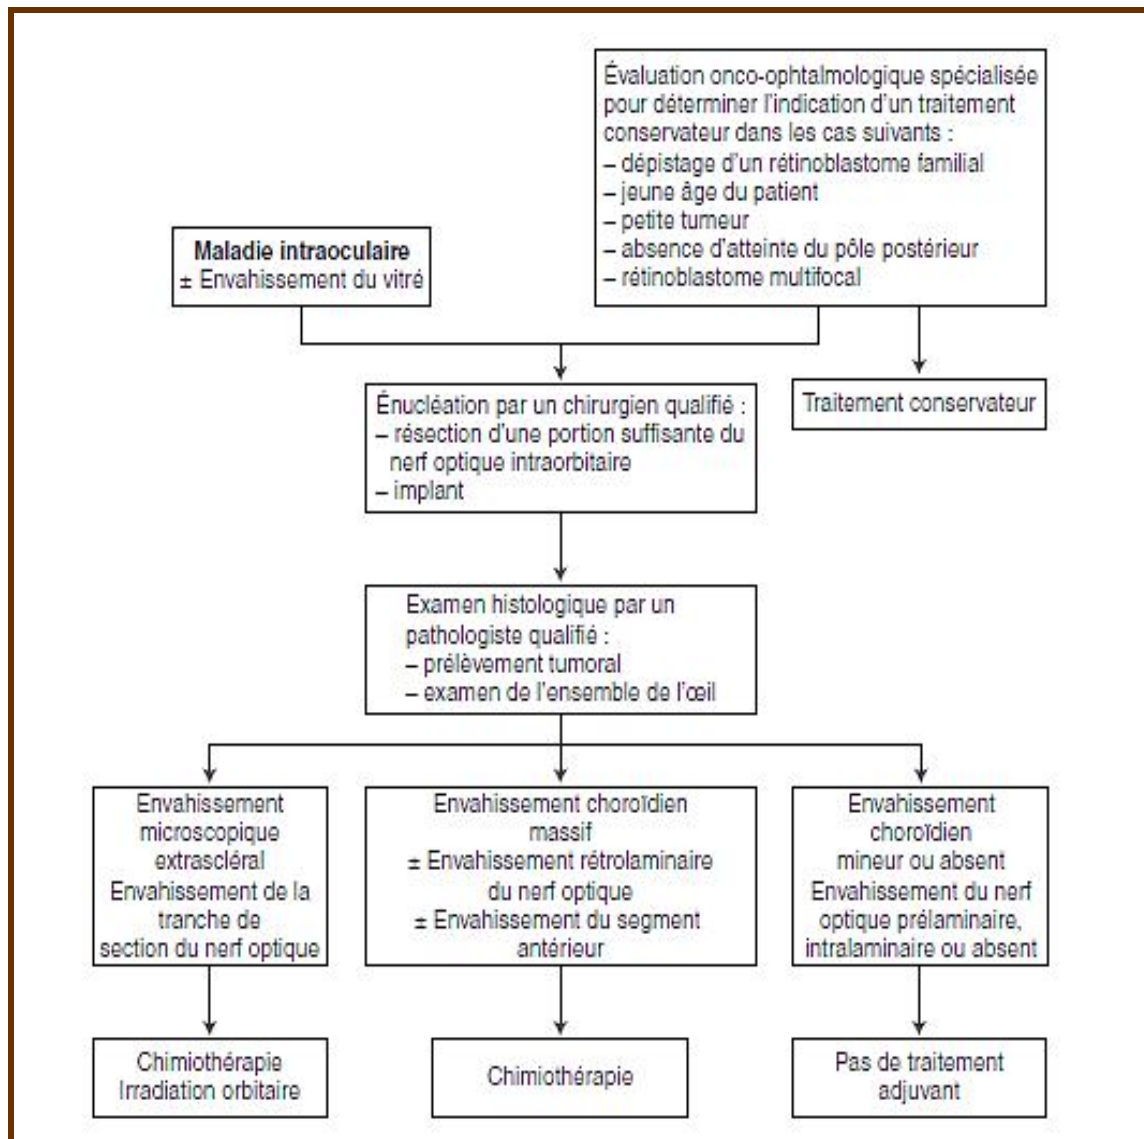 Évaluation onco-ophtalmologique spécialisée
pour déterminer l'indication d'un traitement
conservateur dans les cas suivants :
– dépistage d'un rétinoblastome familial
– jeune âge du patient
– petite tumeur
– absence d'atteinte du pôle postérieur
– rétinoblastome multifocal
Maladie intraoculaire
± Envahissement du vitré
Énucléation par un chirurgien qualifié :
– résection d'une portion suffisante du
nerf optique intraorbitaire
– implant
Traitement conservateur
Examen histologique par un
pathologiste qualifié :
– prélèvement tumoral
– examen de l'ensemble de l'œil
Envahissement
microscopique
extrascléral
Envahissement de la
tranche de
section du nerf optique
Envahissement choroïdien
massif
± Envahissement rétrolaminaire
du nerf optique
± Envahissement du segment
antérieur
Envahissement
choroïdien
mineur ou absent
Envahissement du nerf
optique prélaminaire,
intralaminaire ou absent
Chimiothérapie
Irradiation orbitaire
Chimiothérapie
Pas de traitement
adjuvant